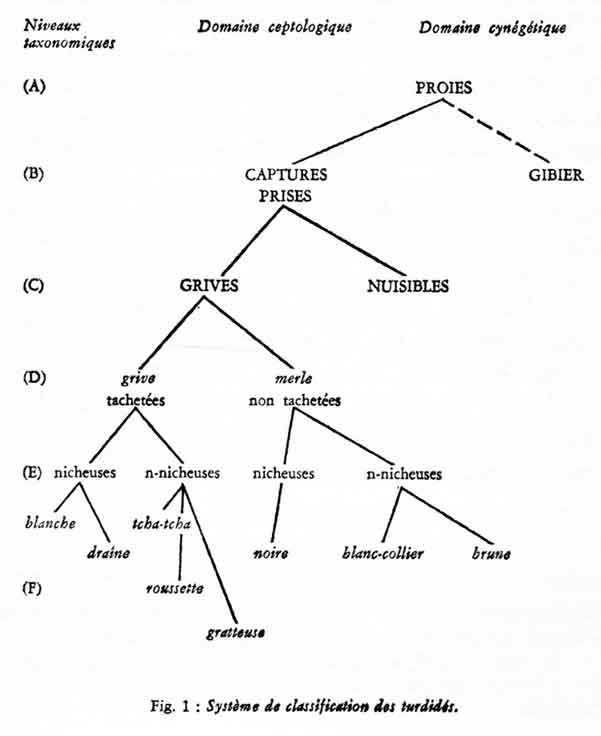 Niveaux taxonomiques Domaine ceptologique Domaine cynégétique
(A) PROIES
(B) CAPTURES PRISES GIBIER
(C) GRIVES NUISIBLES
(D) grive merle
tachetées non tachetées
(E) nicheuses n-nicheuses nicheuses n-nicheuses
blanche tcha-tcha
draine noire blanc-collier brune
(F) roussette
gratteuse
Fig. 1 : Système de classification des turdidés.